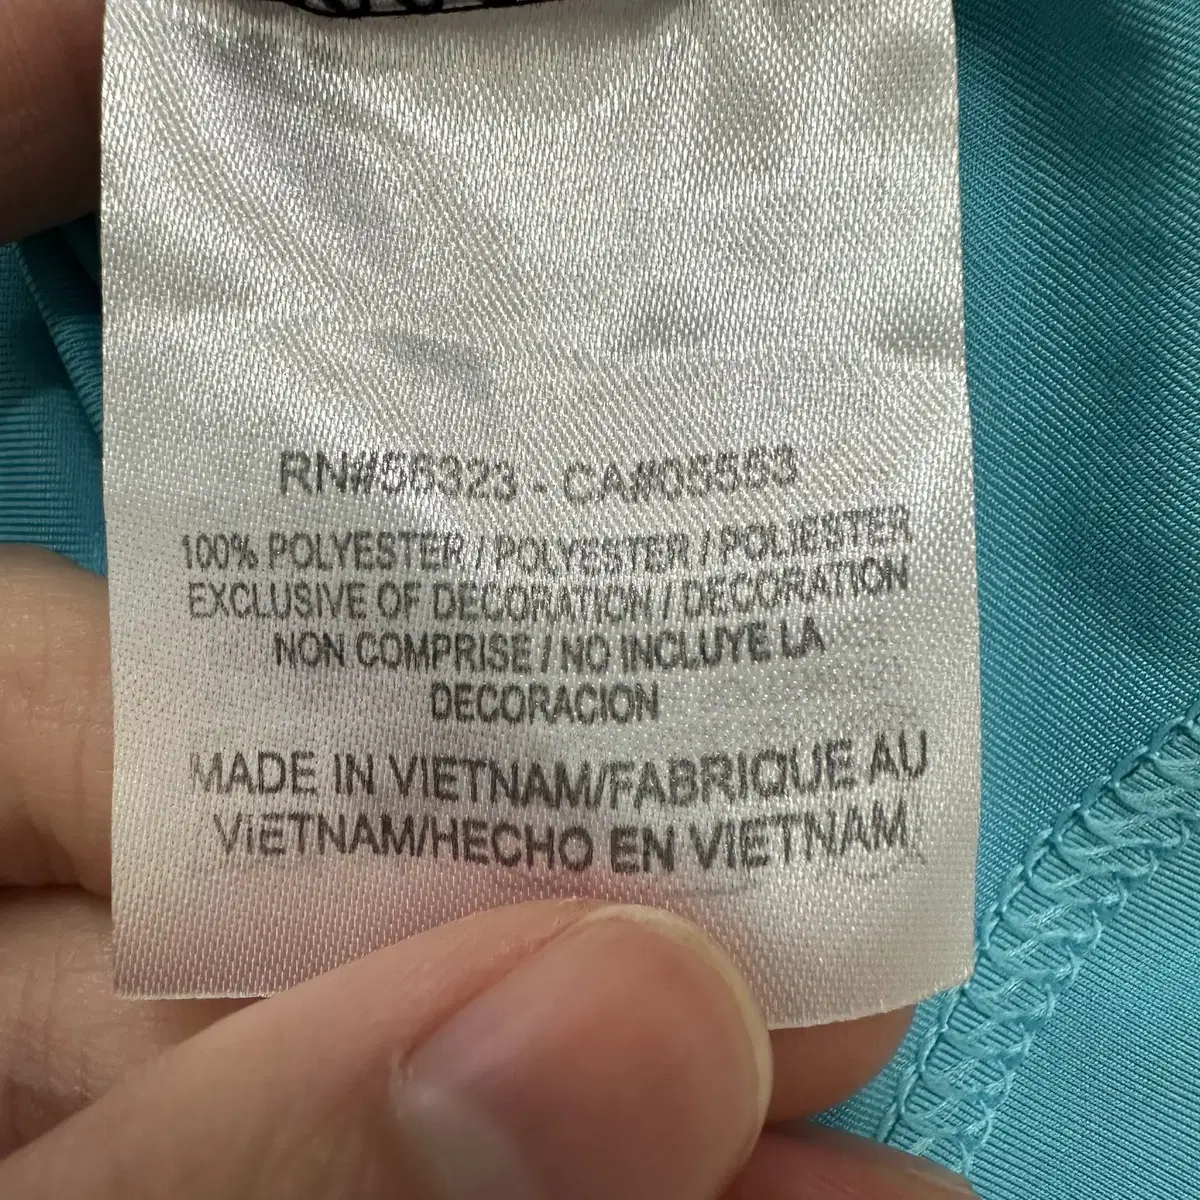 RN#56323 - CA#05553
100% POLYESTER / POLYESTER / POLIESTER
EXCLUSIVE OF DECORATION / DECORATION
NON COMPRISE / NO INCLUYE LA
DECORACION
MADE IN VIETNAM/FABRIQUE AU
VIETNAM/HECHO EN VIETNAM